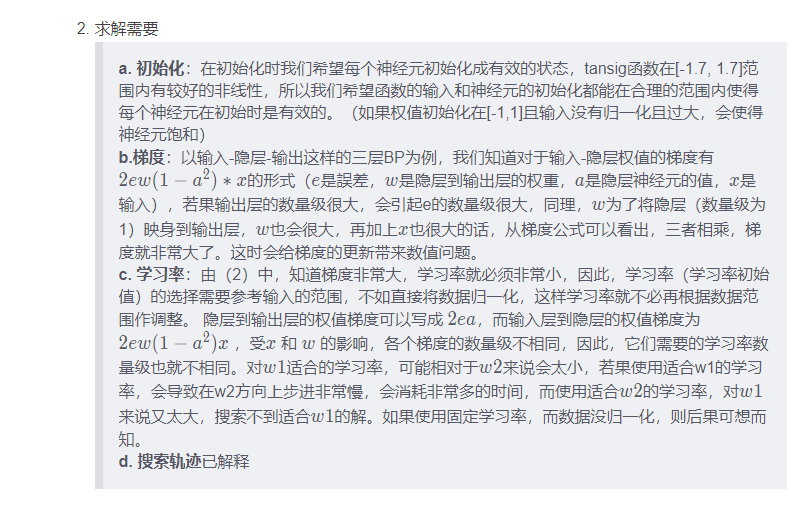 2. 求解需要
a. 初始化：在初始化时我们希望每个神经元初始化成有效的状态，tansig函数在[-1.7, 1.7]范
围内有较好的非线性，所以我们希望函数的输入和神经元的初始化都能在合理的范围内使得
每个神经元在初始时是有效的。（如果权值初始化在[-1,1]且输入没有归一化且过大，会使得
神经元饱和）
b.梯度：以输入-隐层-输出这样的三层BP为例，我们知道对于输入-隐层权值的梯度有
2ew(1 − a²) * x的形式（e是誤差，w是隐层到输出层的权重，a是隐层神经元的值，x是
输入），若果输出层的数量级很大，会引起e的数量级很大，同理，w为了将隐层（数量级为
1）映身到输出层，w也会很大，再加上x也很大的话，从梯度公式可以看出，三者相乘，梯
度就非常大了。这时会给梯度的更新带来数值问题。
c. 学习率：由（2）中，知道梯度非常大，学习率就必须非常小，因此，学习率（学习率初始
值）的选择需要参考输入的范围，不如直接将数据归一化，这样学习率就不必再根据数据范
围作调整。 隐层到输出层的权值梯度可以写成 2ea，而输入层到隐层的权值梯度为
2ew(1 − a²)x ，受x 和 w 的影响，各个梯度的数量级不相同，因此，它们需要的学习率数
量级也就不相同。对w1适合的学习率，可能相对于w2来说会太小，若果使用适合w1的学习
率，会导致在w2方向上步进非常慢，会消耗非常多的时间，而使用适合w2的学习率，对w1
来说又太大，搜索不到适合w1的解。如果使用固定学习率，而数据没归一化，则后果可想而
知。
d. 搜索轨迹已解释